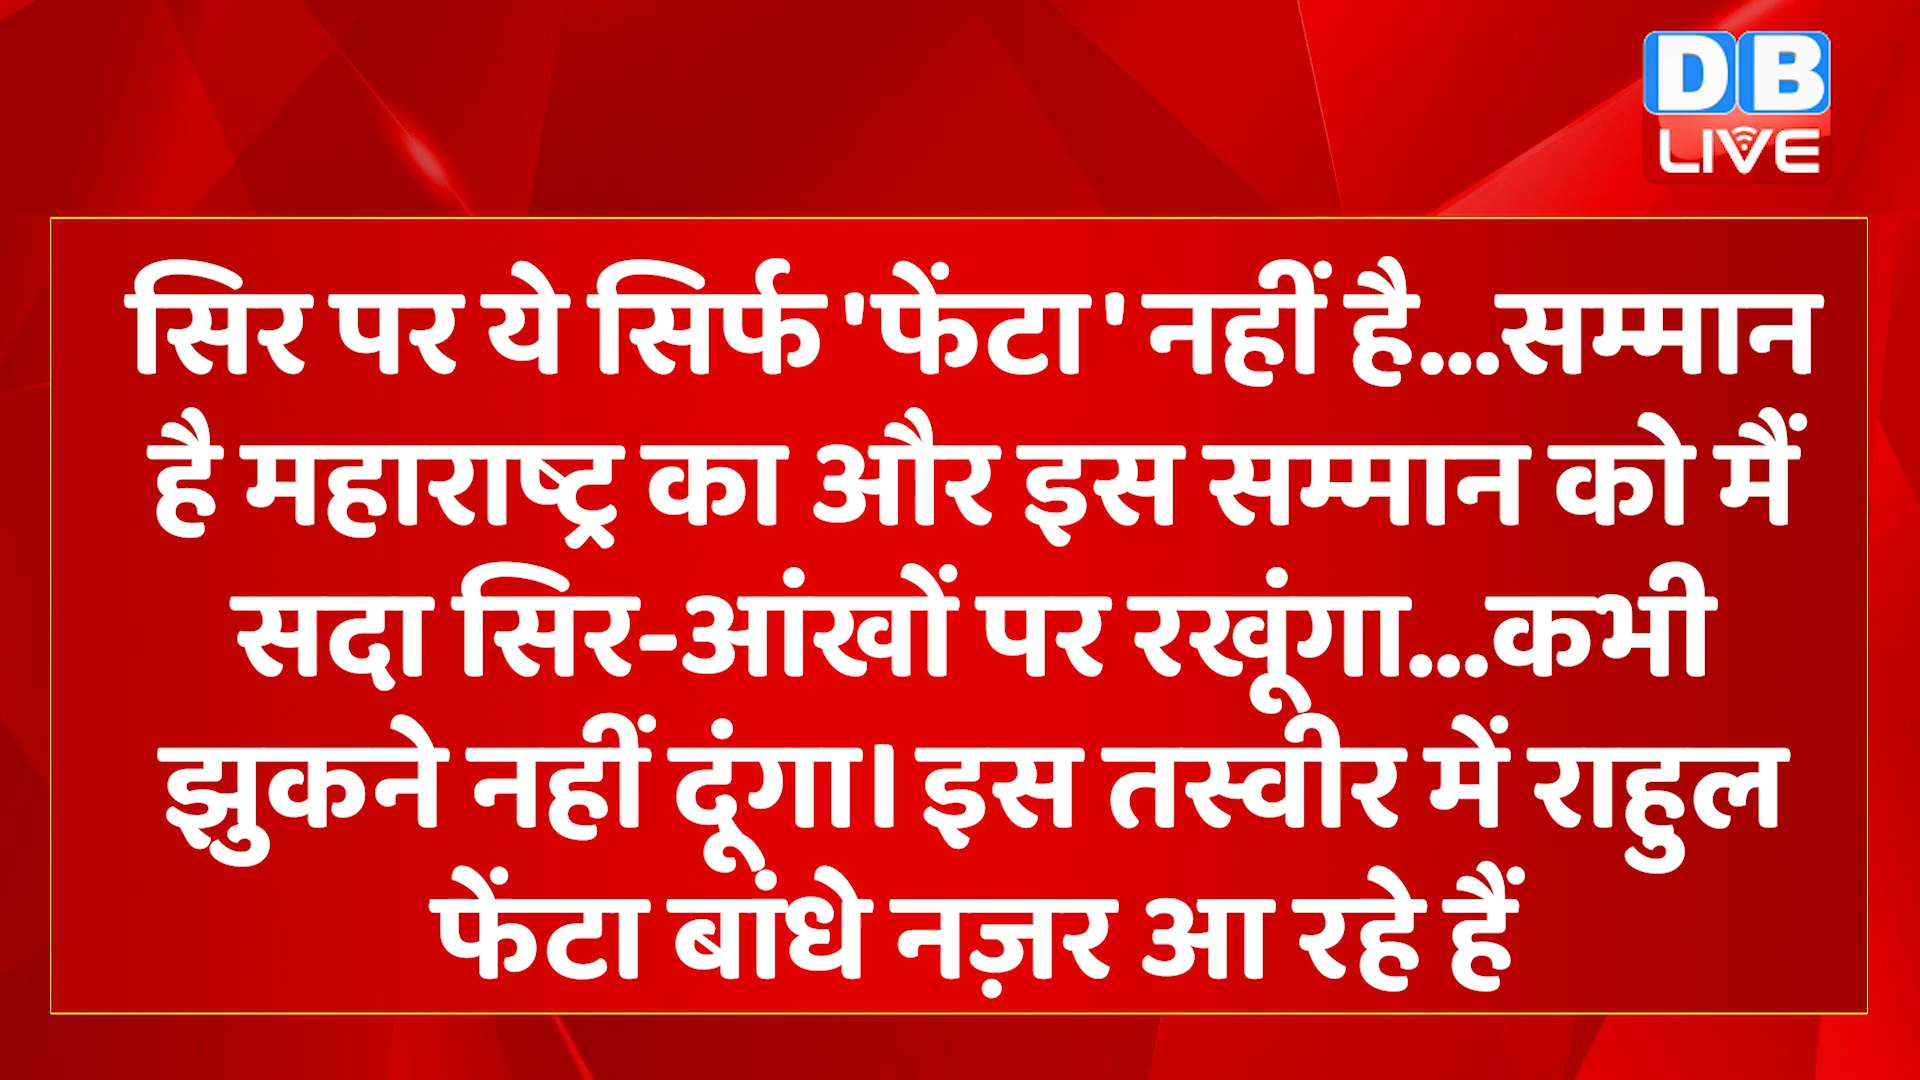 DB
LIVE
सिर पर ये सिर्फ 'फेंटा' नहीं है...सम्मान
है महाराष्ट्र का और इस सम्मान को मैं
सदा सिर-आंखों पर रखूंगा...कभी
झुकने नहीं दूंगा। इस तस्वीर में राहुल
फेंटा बांधे नज़र आ रहे हैं